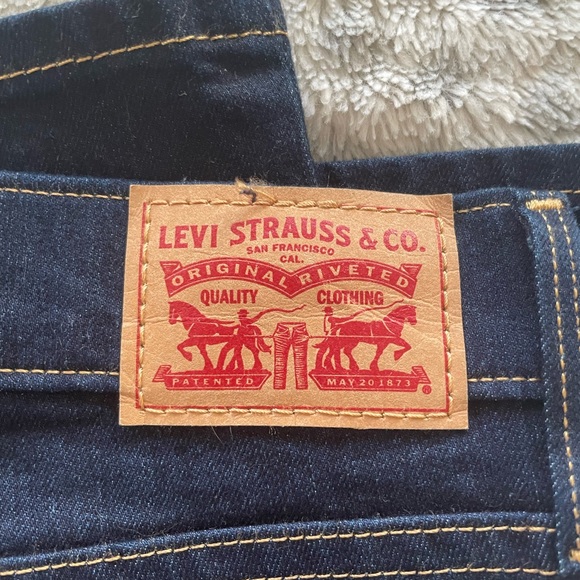 LEVI STRAUSS & CO.
SAN FRANCISCO
CAL.
ORIGINAL RIVETED
QUALITY CLOTHING
PATENTED MAY 20 1873 ®